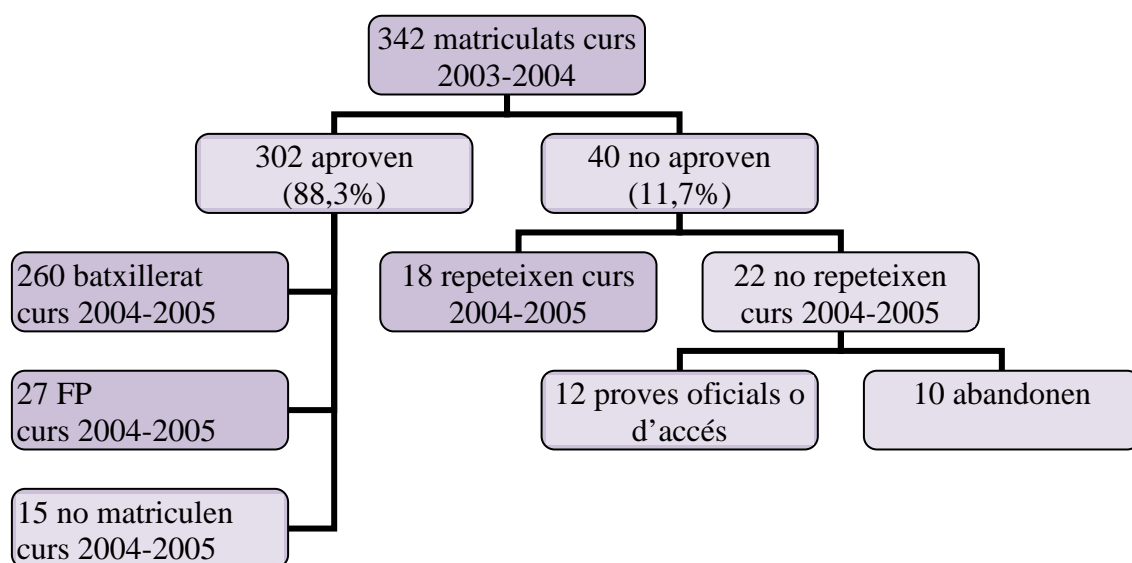 342 matriculats curs
2003-2004
302 aproven
(88,3%)
40 no aproven
(11,7%)
260 batxillerat
curs 2004-2005
18 repeteixen curs
2004-2005
22 no repeteixen
curs 2004-2005
27 FP
curs 2004-2005
12 proves oficials o
d’accés
10 abandonen
15 no matriculen
curs 2004-2005